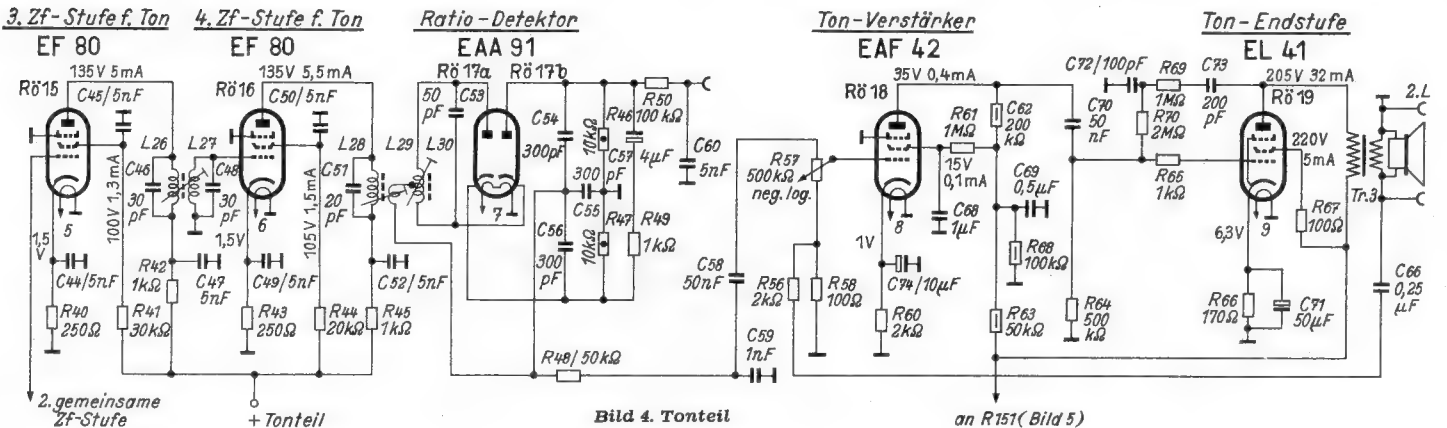 3. Zf-Stufe f. Ton
EF 80
4. Zf-Stufe f. Ton
EF 80
Ratio-Detektor
EAA 91
Ton-Verstärker
EAF 42
Ton-Endstufe
EL 41
135V 5mA
Rö15
C45/5nF
135V 5,5mA
Rö16
C50/5nF
Rö 17a
Rö 17b
50 pF
C53
C54
300pF
10kΩ
R46
4μF
R50
100 kΩ
C60
5nF
35V 0,4mA
Rö 18
R61
1MΩ
C62
200 kΩ
C70
50 nF
C72/100pF
R69
1MΩ
R70
2MΩ
C73
200 pF
205V 32mA
Rö 19
2.L
L26
L27
C46
30 pF
C48
30 pF
100V 1,3mA
5
1,5 V
L28
L29
L30
C51
20 pF
105V 1,5mA
6
1,5V
7
C57
300 pF
C55
C56
300 pF
R47
10kΩ
R49
1kΩ
R57
500kΩ
neg. log.
15V
0,1mA
C69
0,5μF
C68
1μF
8
1V
R65
1kΩ
220V
5mA
R67
100Ω
Tr.3
9
6,3V
C44/5nF
R42
1kΩ
C47
5nF
C49/5nF
C52/5nF
C58
50nF
R56
2kΩ
R58
100Ω
C74/10μF
R68
100kΩ
C66
0,25 μF
R40
250Ω
R41
30kΩ
R43
250Ω
R44
20kΩ
R45
1kΩ
R60
2kΩ
R63
50kΩ
R64
500 kΩ
R66
170Ω
C71
50μF
R48/50kΩ
C59
1nF
2. gemeinsame
Zf-Stufe
+ Tonteil
Bild 4. Tonteil
an R151 (Bild 5)